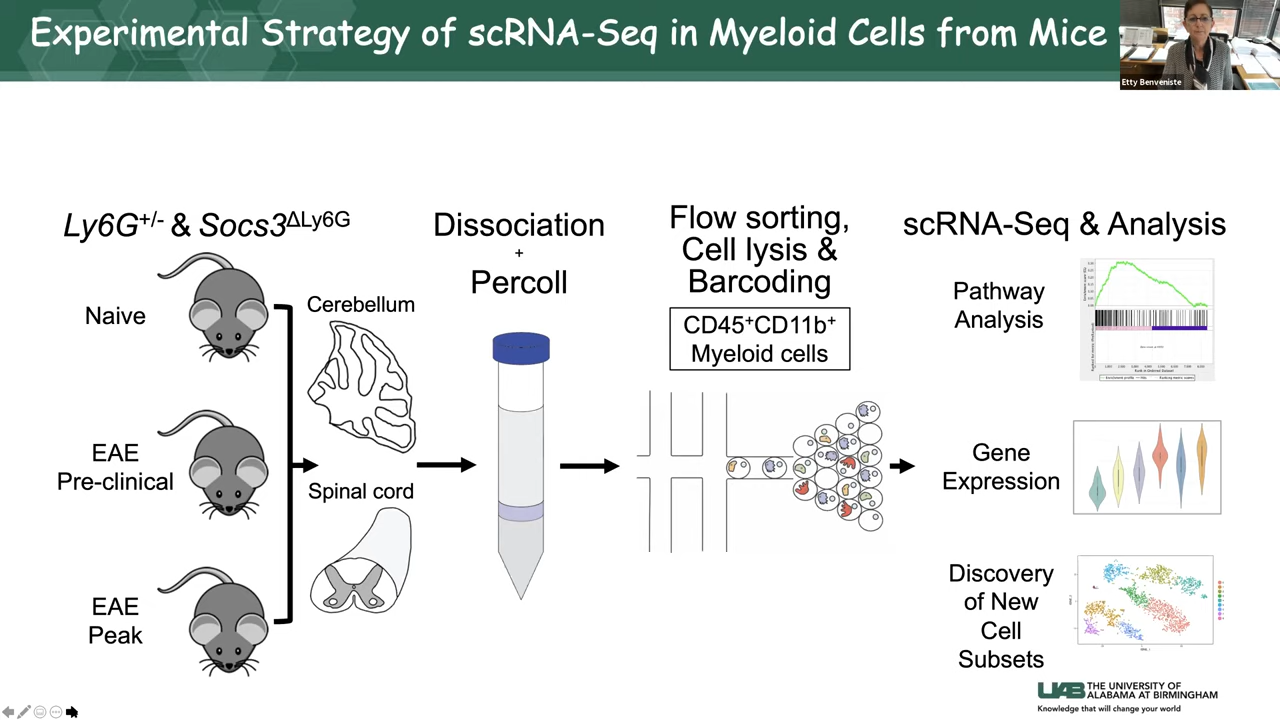 Experimental Strategy of scRNA-Seq in Myeloid Cells from Mice
Etty Benveniste
Ly6G+/- & Socs3ΔLy6G
Naive
EAE
Pre-clinical
EAE
Peak
Cerebellum
Spinal cord
Dissociation
+
Percoll
Flow sorting,
Cell lysis &
Barcoding
CD45+CD11b+
Myeloid cells
scRNA-Seq & Analysis
Pathway
Analysis
Gene
Expression
Discovery
of New
Cell
Subsets
UAB
THE UNIVERSITY OF
ALABAMA AT BIRMINGHAM
Knowledge that will change your world